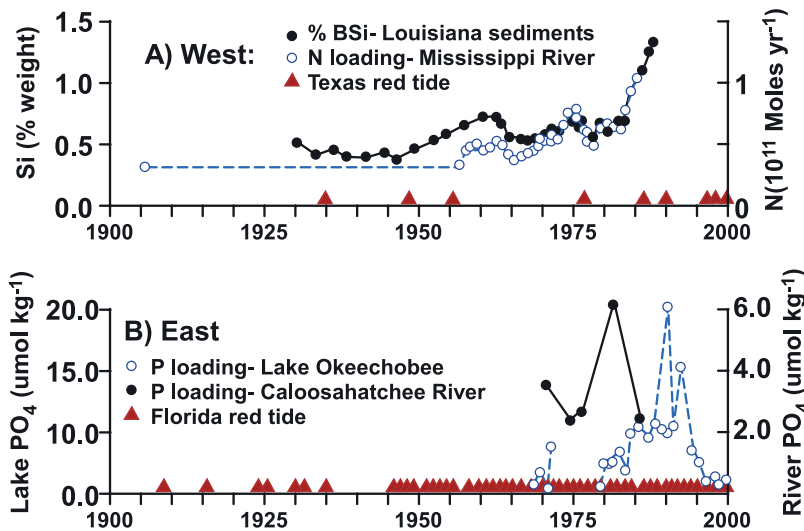 1.5
% BSi- Louisiana sediments
A) West:
N loading- Mississippi River
1
1.0
Texas red tide
Si (% weight)
N(10¹¹ Moles yr⁻¹)
0.5
0.0
0
1900 1925 1950 1975 2000
20.0
6.0
B) East
P loading- Lake Okeechobee
15.0
4.0
P loading- Caloosahatchee River
Florida red tide
Lake PO₄ (umol kg⁻¹)
River PO₄ (umol kg⁻¹)
10.0
2.0
5.0
0.0
0.0
1900 1925 1950 1975 2000